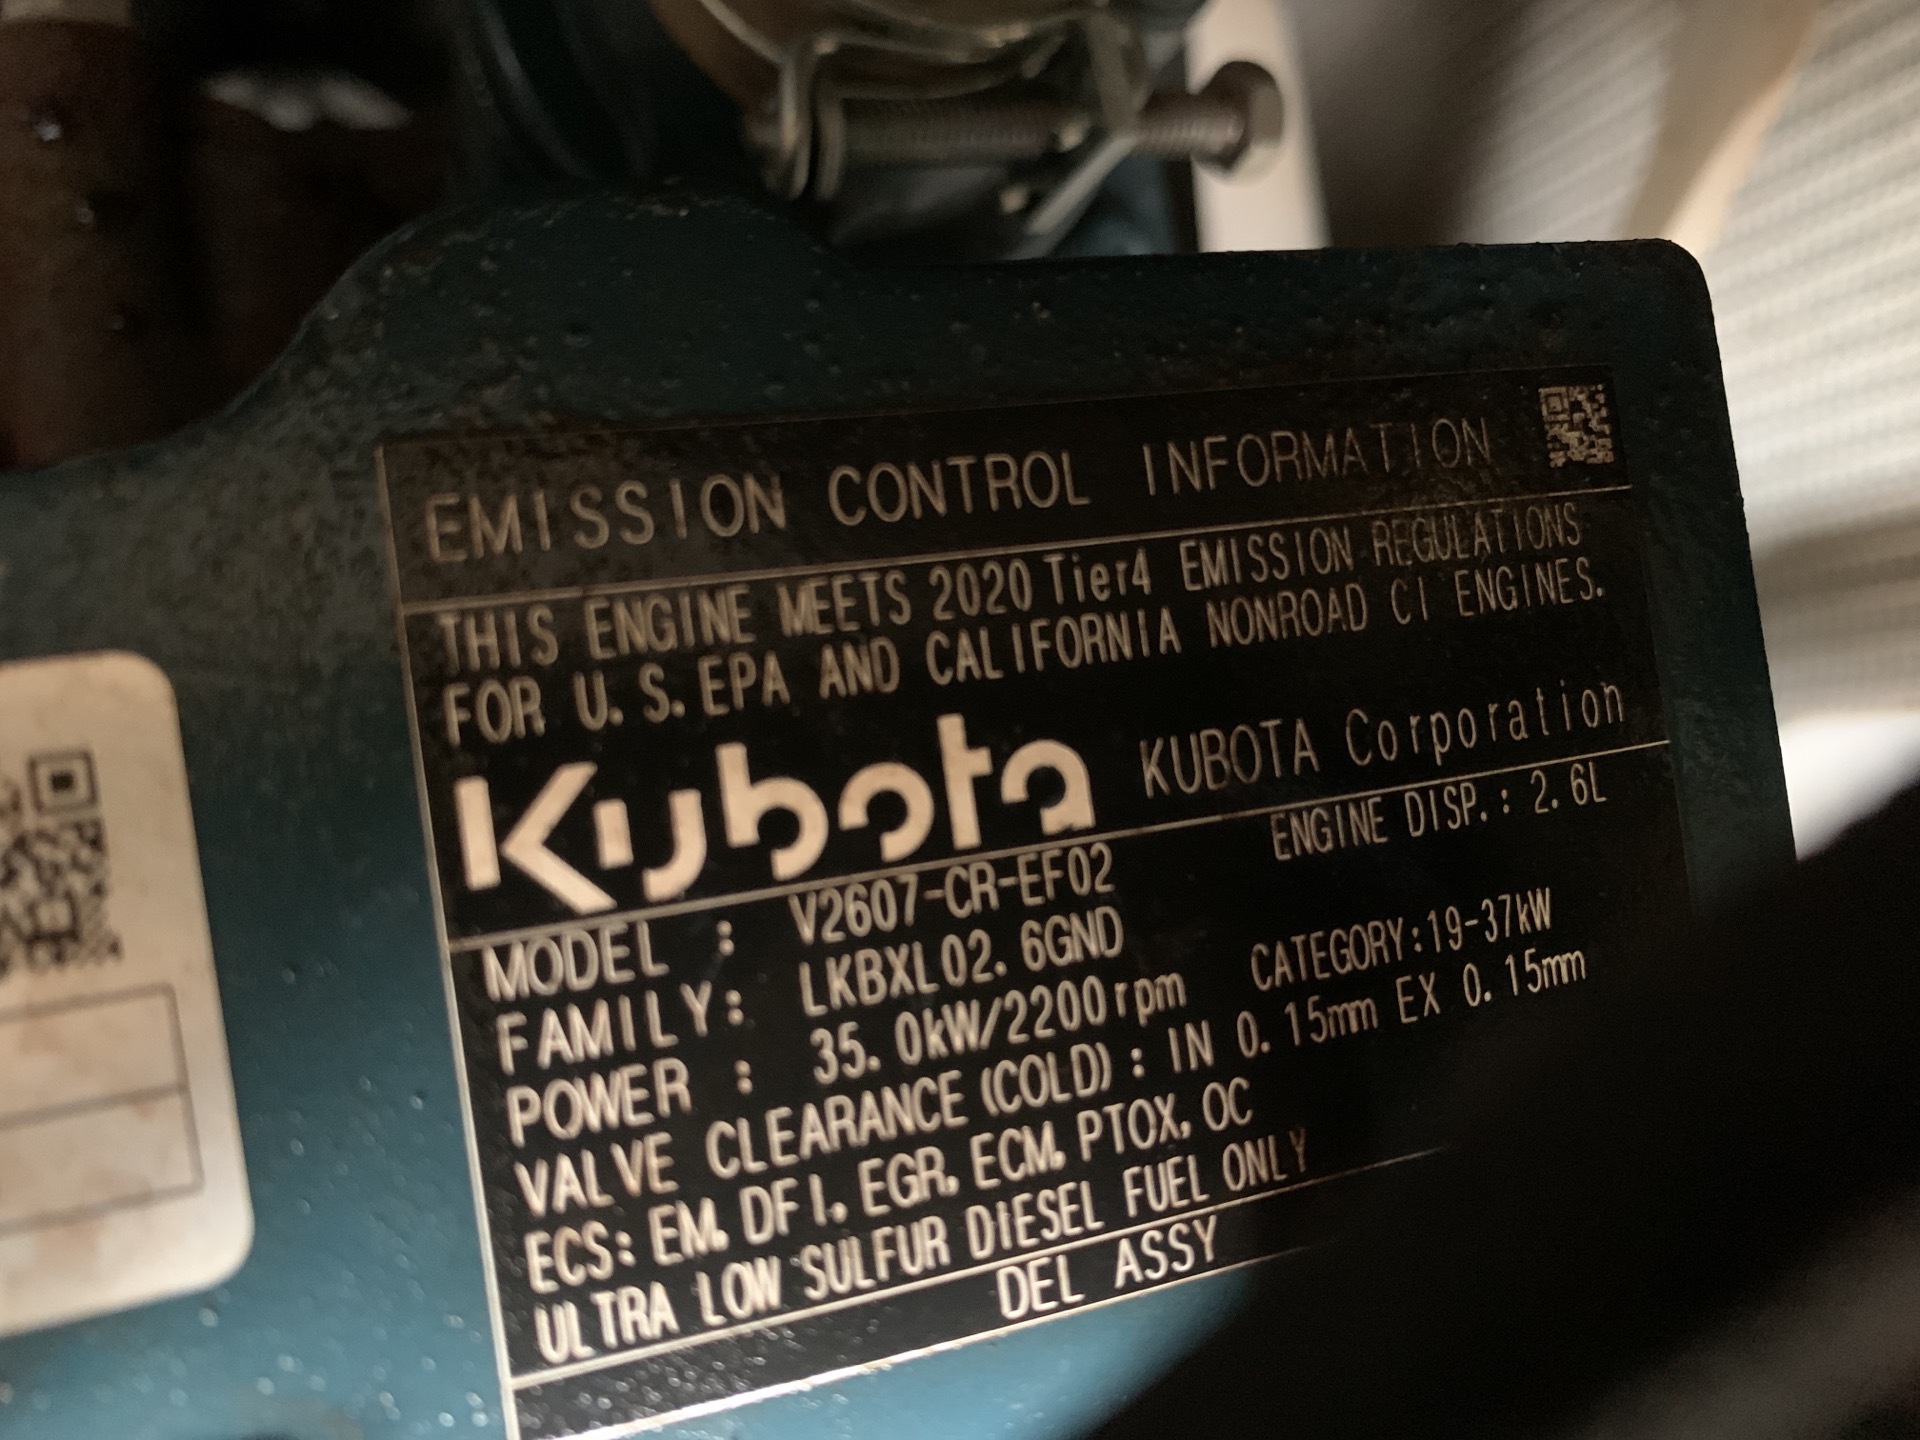 EMISSION CONTROL INFORMATION
THIS ENGINE MEETS 2020 Tier4 EMISSION REGULATIONS
FOR U.S.EPA AND CALIFORNIA NONROAD CI ENGINES.
Kubota KUBOTA Corporation
MODEL : V2607-CR-EF02 ENGINE DISP.: 2.6L
FAMILY: LKBXL02.6GND
POWER : 35.0kW/2200rpm CATEGORY:19-37kW
VALVE CLEARANCE (COLD) : IN 0.15mm EX 0.15mm
ECS: EM, DFI, EGR, ECM, PTOX, OC
ULTRA LOW SULFUR DIESEL FUEL ONLY
DEL ASSY